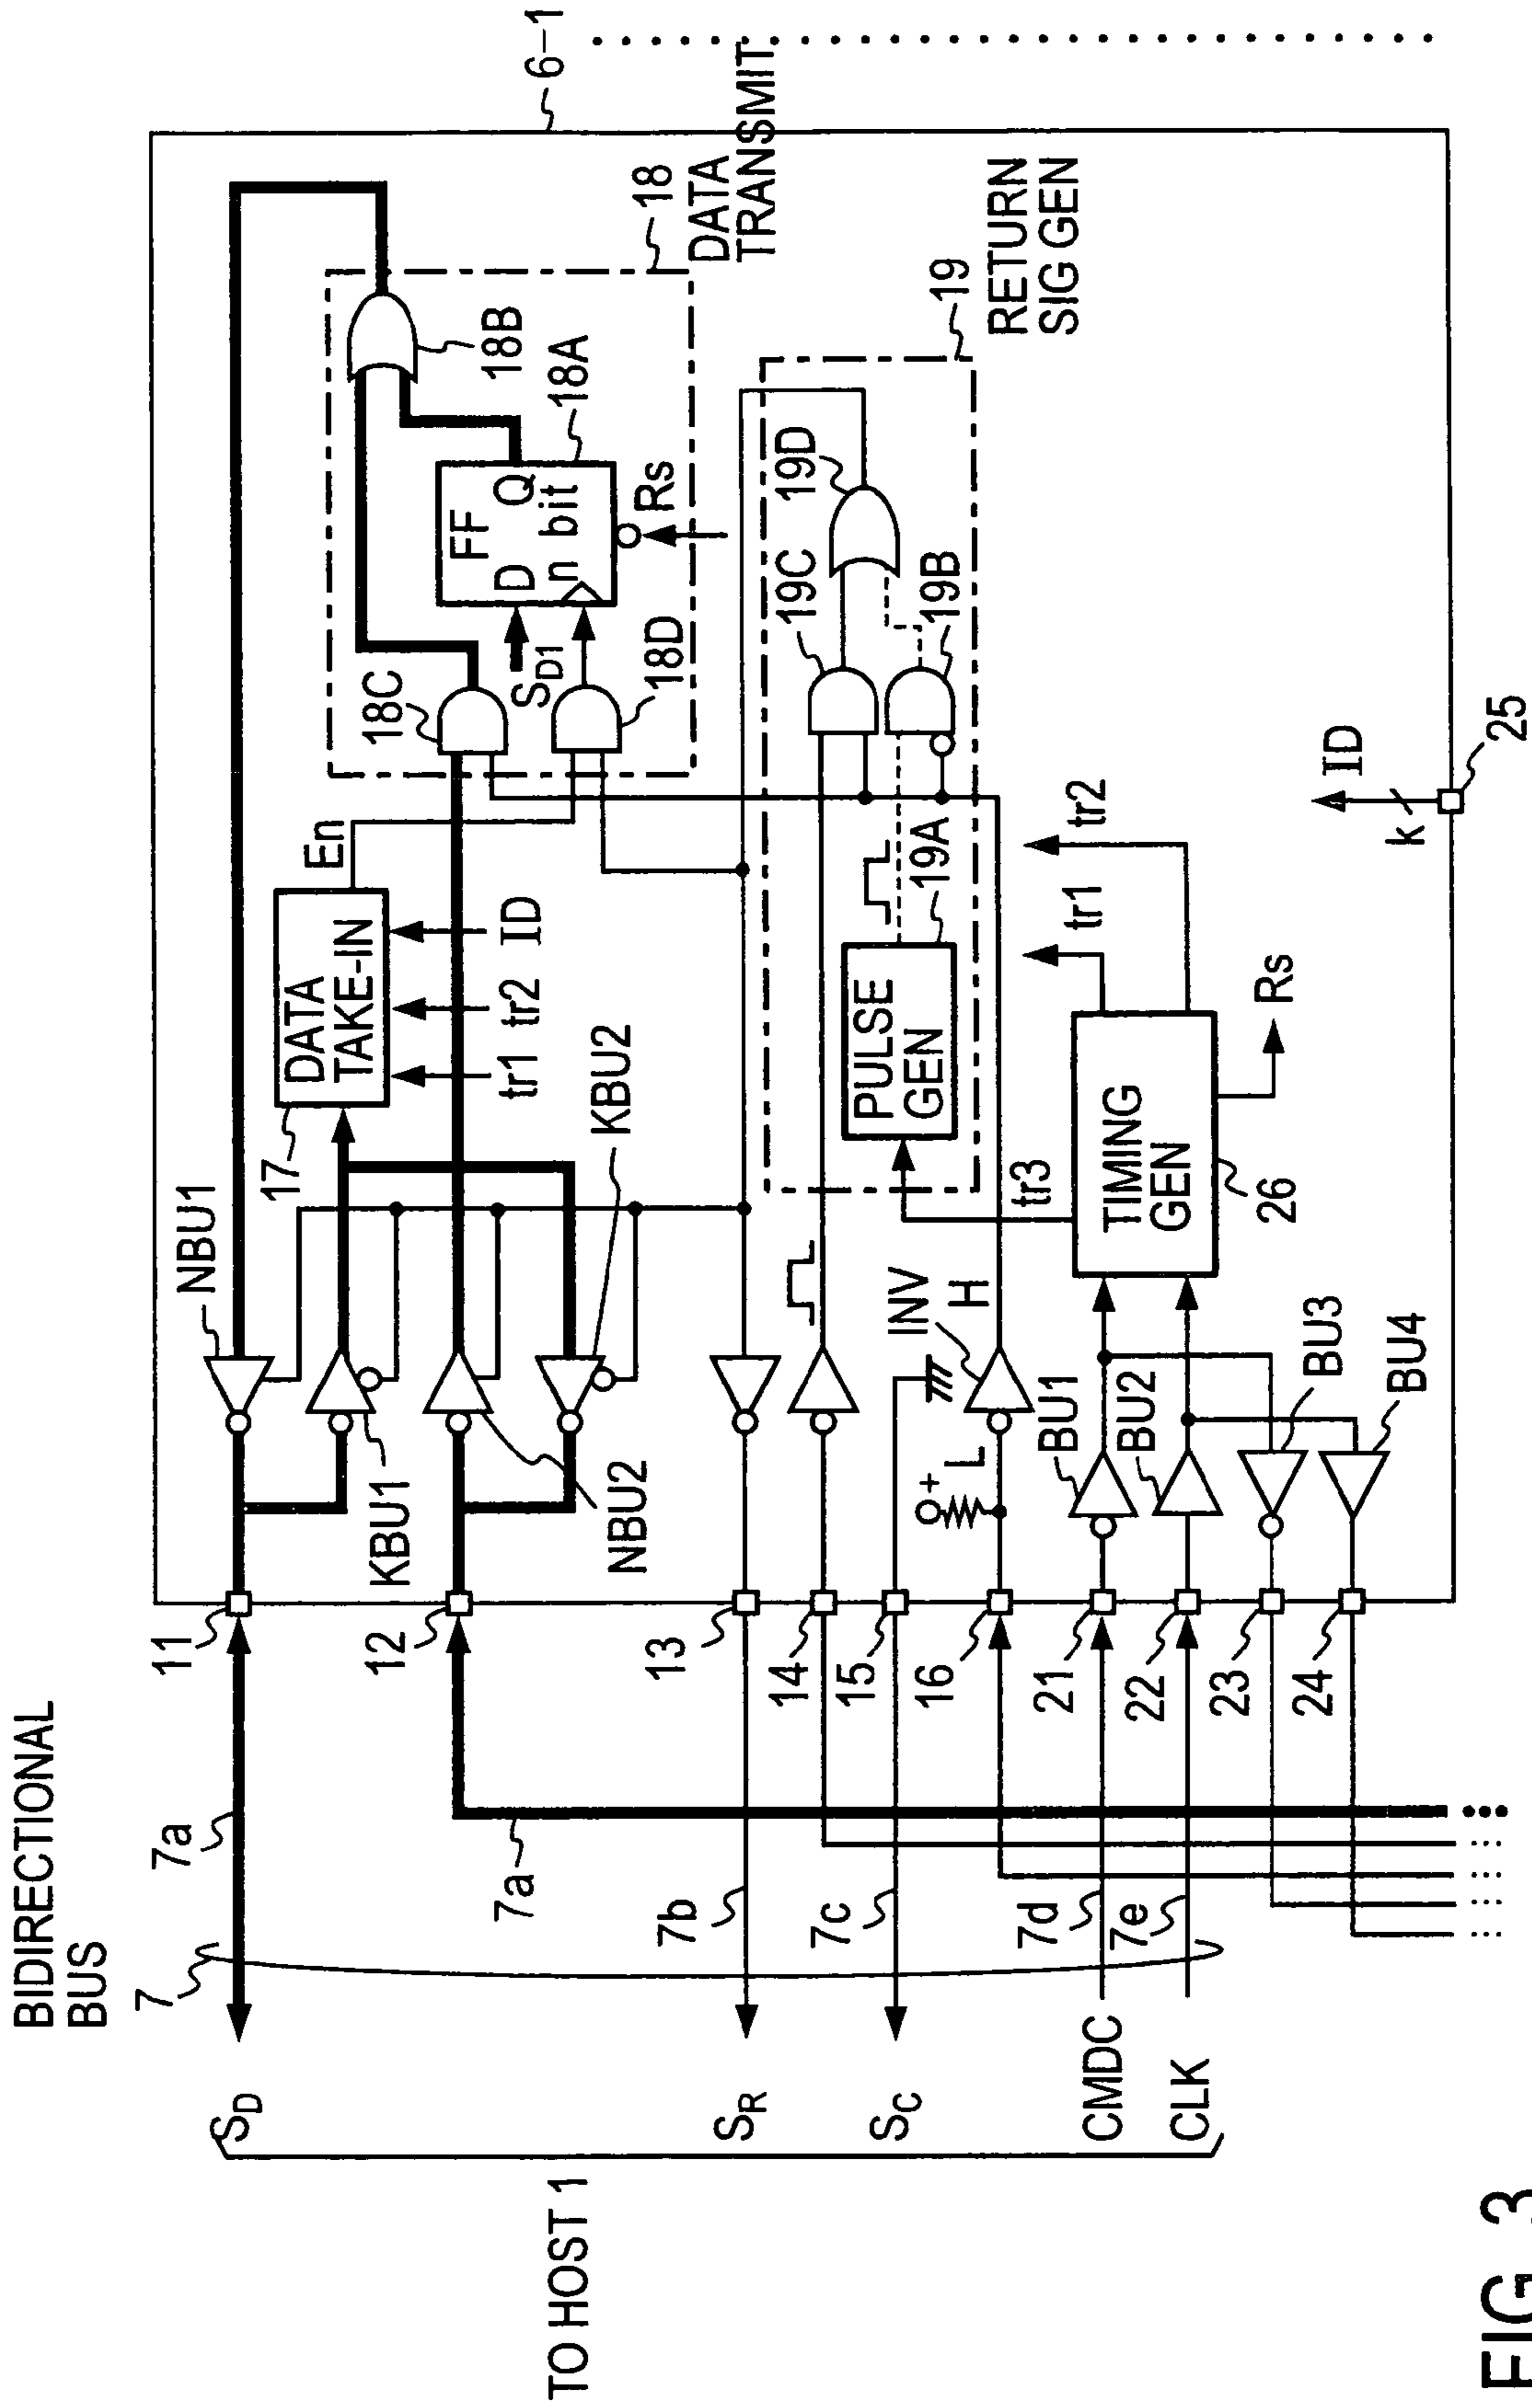 BIDIRECTIONAL
BUS
7
7a
11
NBU1
KBU1
17
DATA
TAKE-IN
En
tr1
tr2
ID
18C
18B
18
DATA
TRANSMIT
6-1
SD
12
7a
NBU2
KBU2
SD1
FF
D
Q
n bit
18A
18D
Rs
TO HOST 1
SR
7b
13
14
SC
7c
15
16
+
L
INV
H
PULSE
GEN
19A
19C
19D
19B
19
RETURN
SIG GEN
tr3
CMDC
7d
21
BU1
CLK
7e
22
BU2
23
BU3
24
BU4
TIMING
GEN
26
tr1
tr2
Rs
ID
k
25
FIG. 3